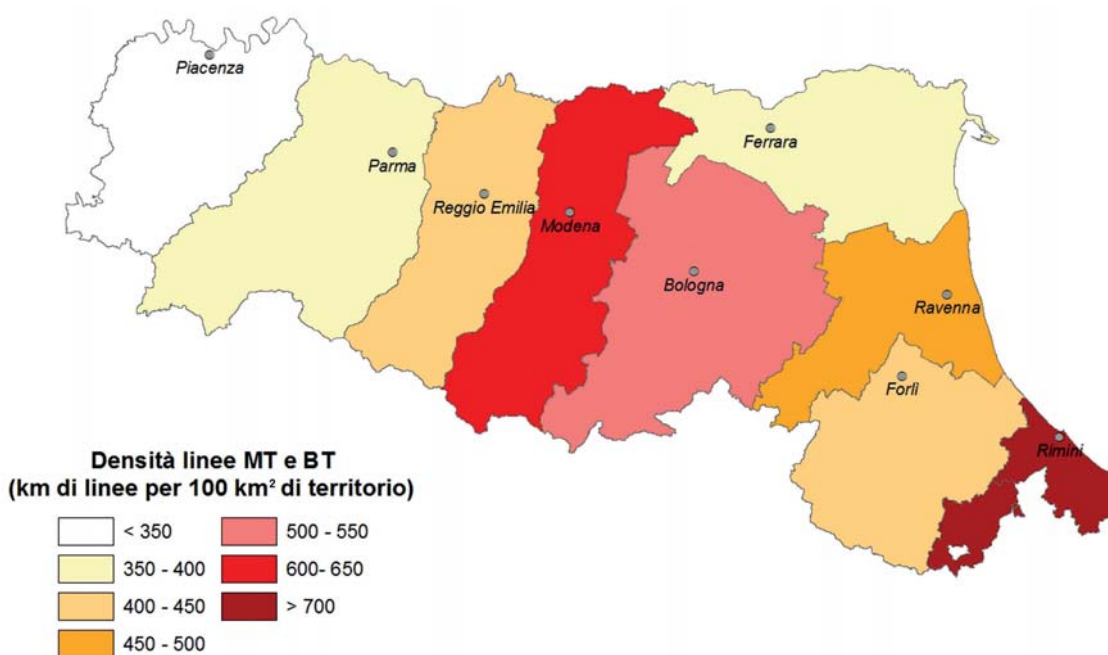 Piacenza
Parma
Reggio Emilia
Modena
Bologna
Ferrara
Ravenna
Forlì
Rimini
Densità linee MT e BT
(km di linee per 100 km² di territorio)
< 350
350 - 400
400 - 450
450 - 500
500 - 550
600- 650
> 700